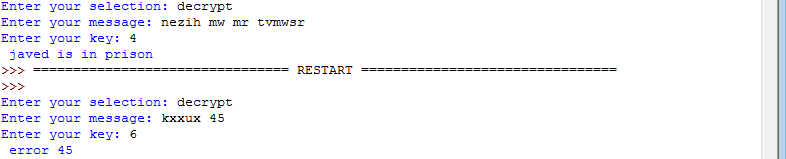 Enter your selection: decrypt
Enter your message: nezih mw mr tvmwsr
Enter your key: 4
javed is in prison
>>> ================================ RESTART ================================
>>>
Enter your selection: decrypt
Enter your message: kxxux 45
Enter your key: 6
error 45